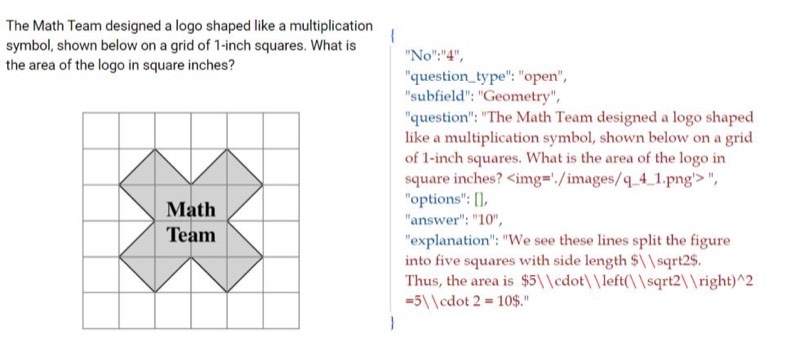 The Math Team designed a logo shaped like a multiplication
symbol, shown below on a grid of 1-inch squares. What is
the area of the logo in square inches?
Math
Team
{
"No":"4",
"question_type": "open",
"subfield": "Geometry",
"question": "The Math Team designed a logo shaped
like a multiplication symbol, shown below on a grid
of 1-inch squares. What is the area of the logo in
square inches? <img='./images/q_4_1.png'> ",
"options": [],
"answer": "10",
"explanation": "We see these lines split the figure
into five squares with side length $\\sqrt2$.
Thus, the area is $5\\cdot\\left(\\sqrt2\\right)^2
=5\\cdot 2 = 10$."
}